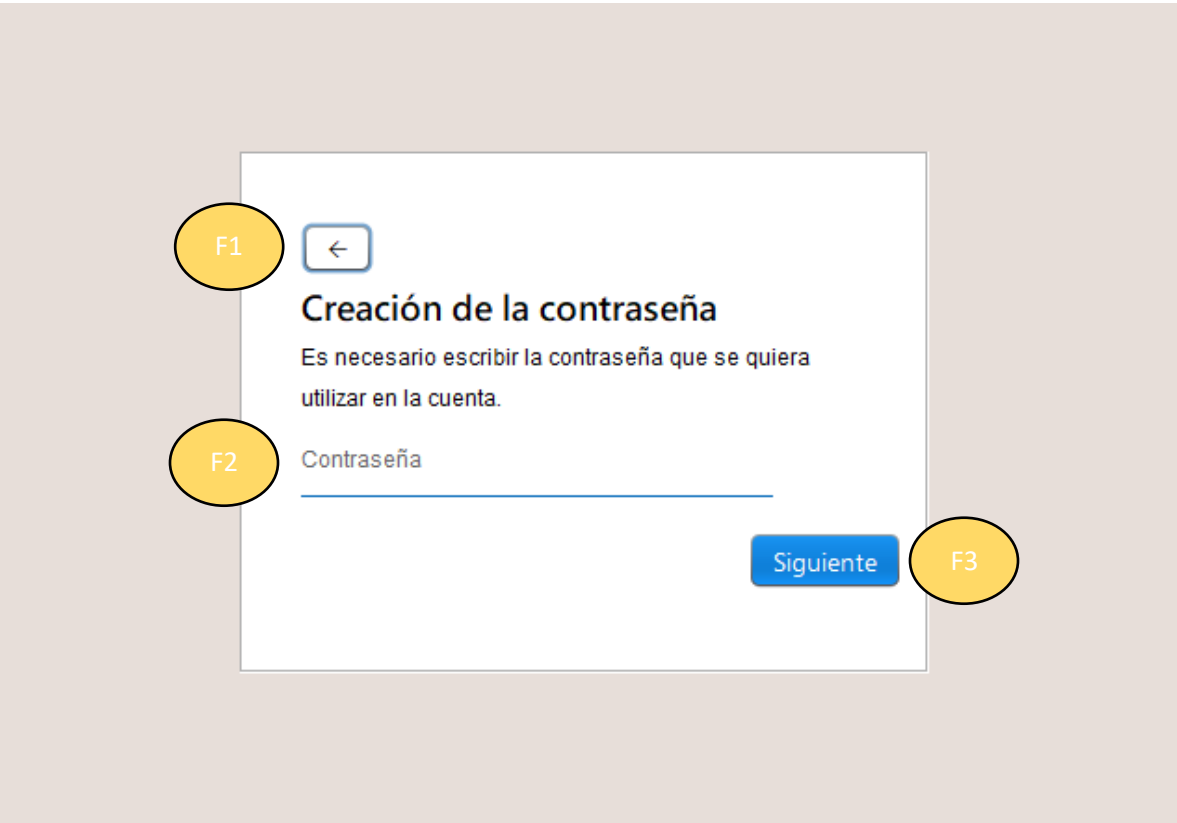 F1
←
Creación de la contraseña
Es necesario escribir la contraseña que se quiera
utilizar en la cuenta.
F2
Contraseña
Siguiente
F3